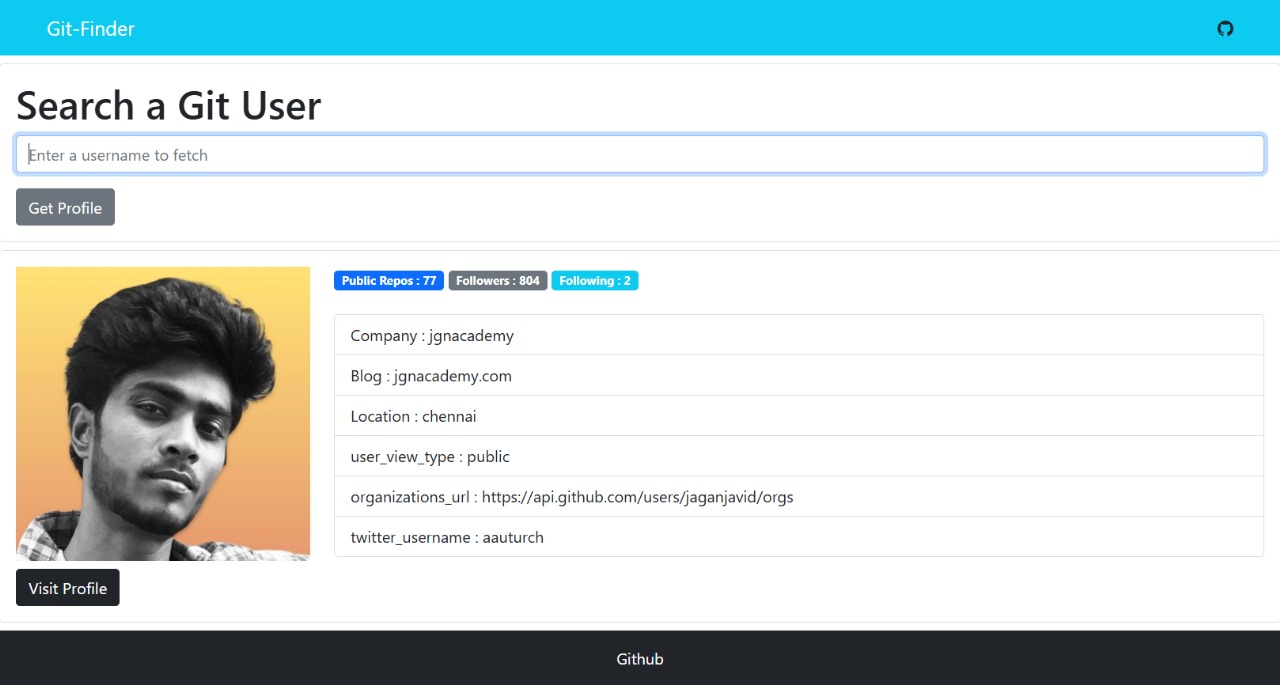 Git-Finder
Search a Git User
Enter a username to fetch
Get Profile
Public Repos : 77 Followers : 804 Following : 2
Company : jgnacademy
Blog : jgnacademy.com
Location : chennai
user_view_type : public
organizations_url : https://api.github.com/users/jaganjavid/orgs
twitter_username : aauturch
Visit Profile
Github